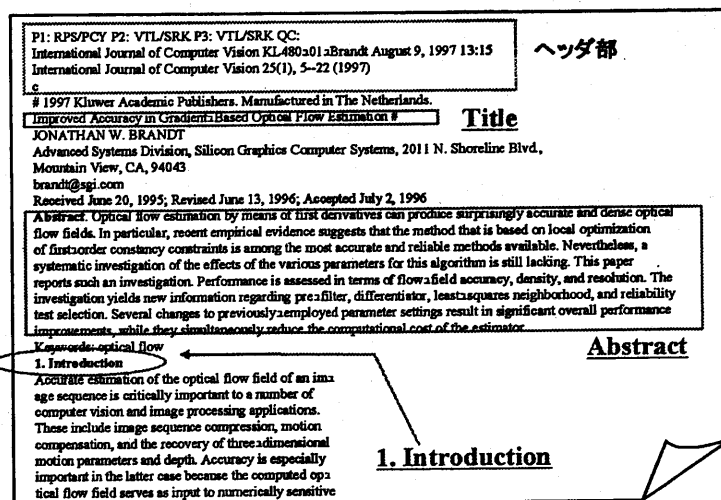 P1: RPS/PCY P2: VTL/SRK P3: VTL/SRK QC:
International Journal of Computer Vision KL480ג01גBrandt August 9, 1997 13:15
International Journal of Computer Vision 25(1), 5--22 (1997)
c
ヘッダ部
# 1997 Kluwer Academic Publishers. Manufactured in The Netherlands.
Improved Accuracy in GradientגBased Optical Flow Estimation #
Title
JONATHAN W. BRANDT
Advanced Systems Division, Silicon Graphics Computer Systems, 2011 N. Shoreline Blvd.,
Mountain View, CA, 94043
brandt@sgi.com
Received June 20, 1995; Revised June 13, 1996; Accepted July 2, 1996
Abstract. Optical flow estimation by means of first derivatives can produce surprisingly accurate and dense optical
flow fields. In particular, recent empirical evidence suggests that the method that is based on local optimization
of firstגorder constancy constraints is among the most accurate and reliable methods available. Nevertheless, a
systematic investigation of the effects of the various parameters for this algorithm is still lacking. This paper
reports such an investigation. Performance is assessed in terms of flowגfield accuracy, density, and resolution. The
investigation yields new information regarding preגfilter, differentiator, leastגsquares neighborhood, and reliability
test selection. Several changes to previouslyגemployed parameter settings result in significant overall performance
improvements, while they simultaneously reduce the computational cost of the estimator.
Keywords: optical flow
Abstract
1. Introduction
Accurate estimation of the optical flow field of an imג
age sequence is critically important to a number of
computer vision and image processing applications.
These include image sequence compression, motion
compensation, and the recovery of threeגdimensional
motion parameters and depth. Accuracy is especially
important in the latter case because the computed opג
tical flow field serves as input to numerically sensitive
1. Introduction